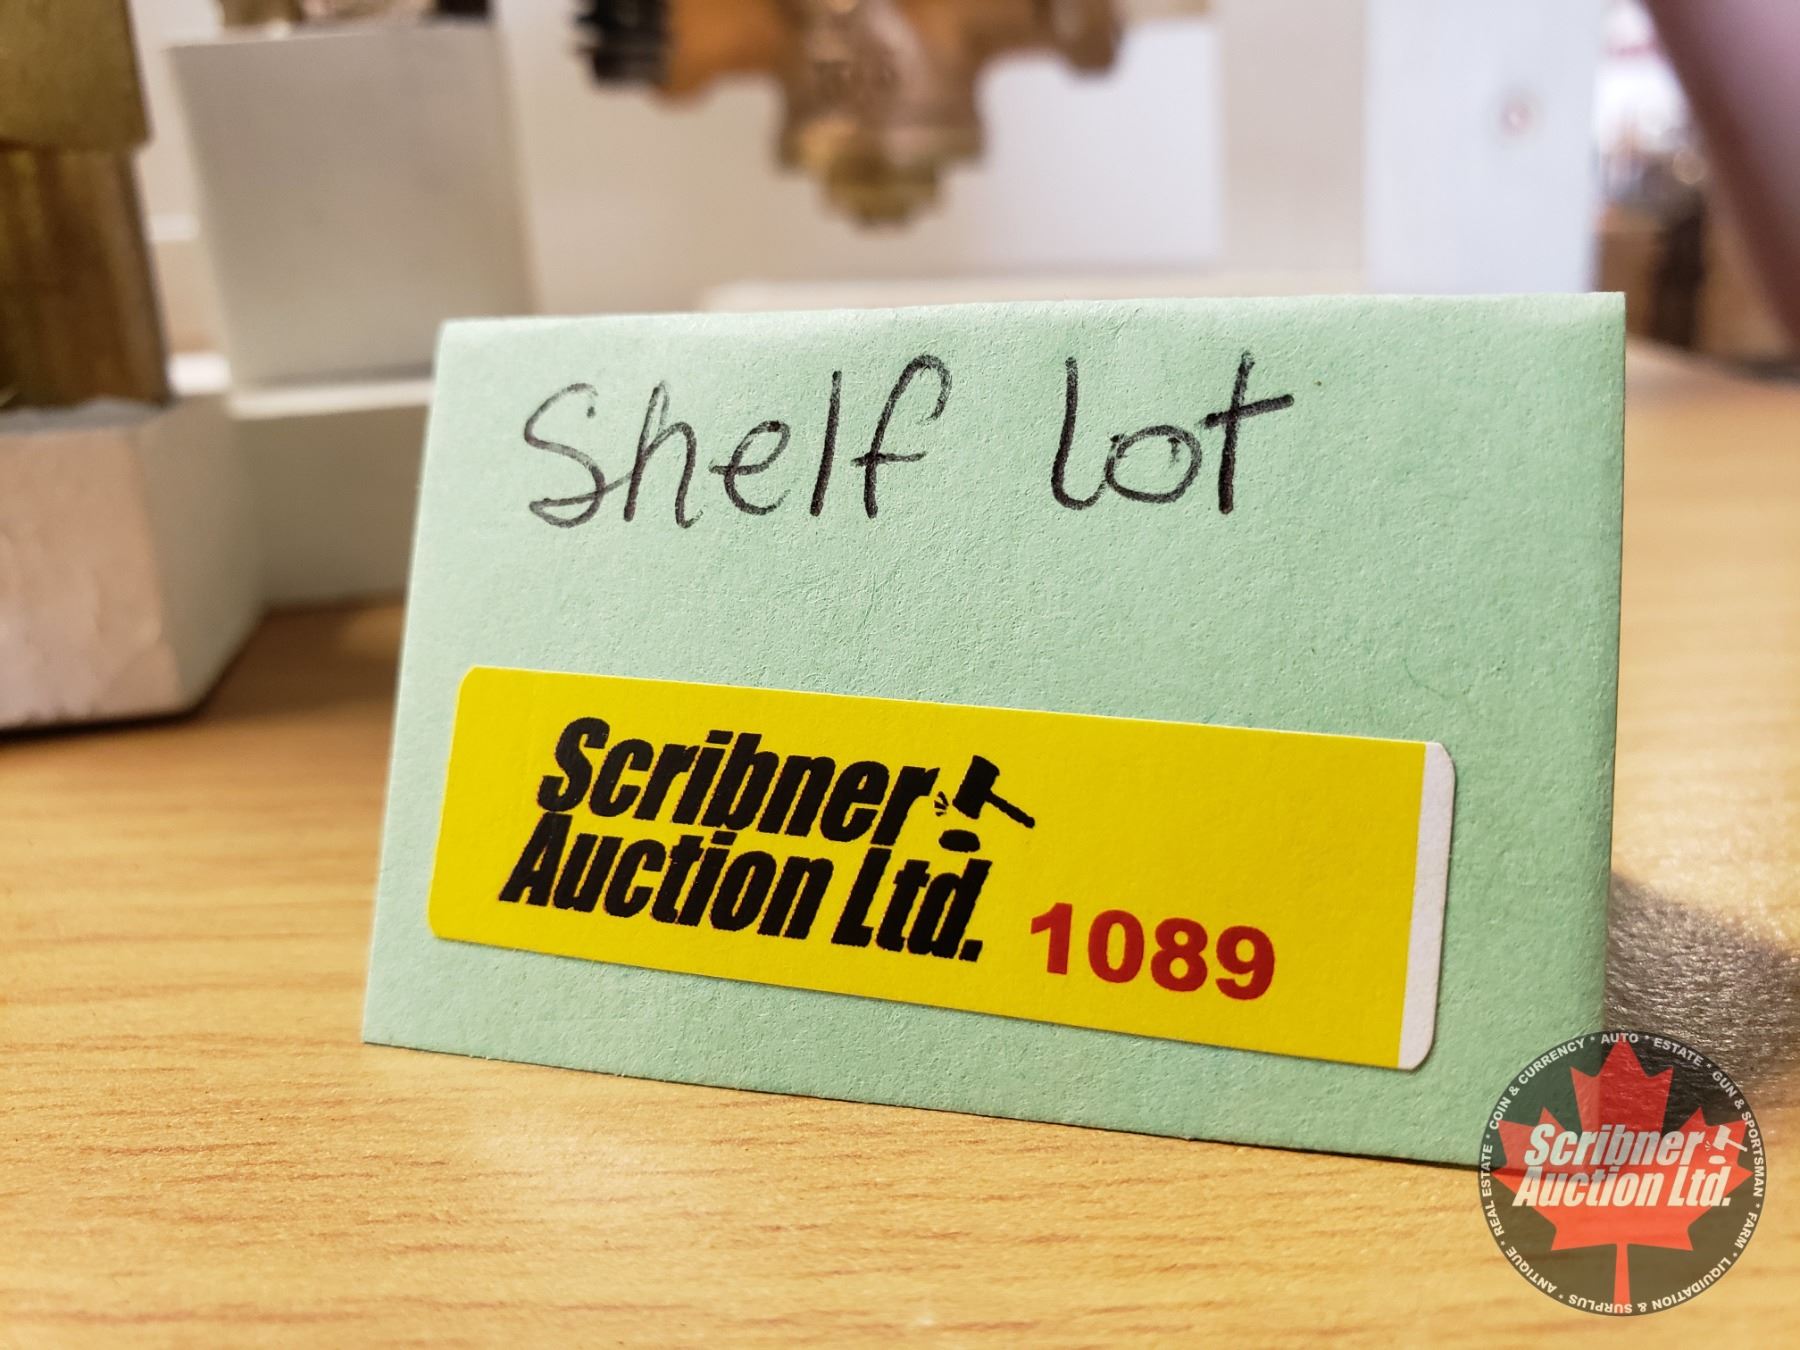 Shelf lot
Scribner
Auction Ltd.
1089
REAL ESTATE * COIN & CURRENCY * AUTO * ESTATE * GUN & SPORTSMAN * FARM * LIQUIDATION & SURPLUS * ANTIQUE *
Scribner
Auction Ltd.